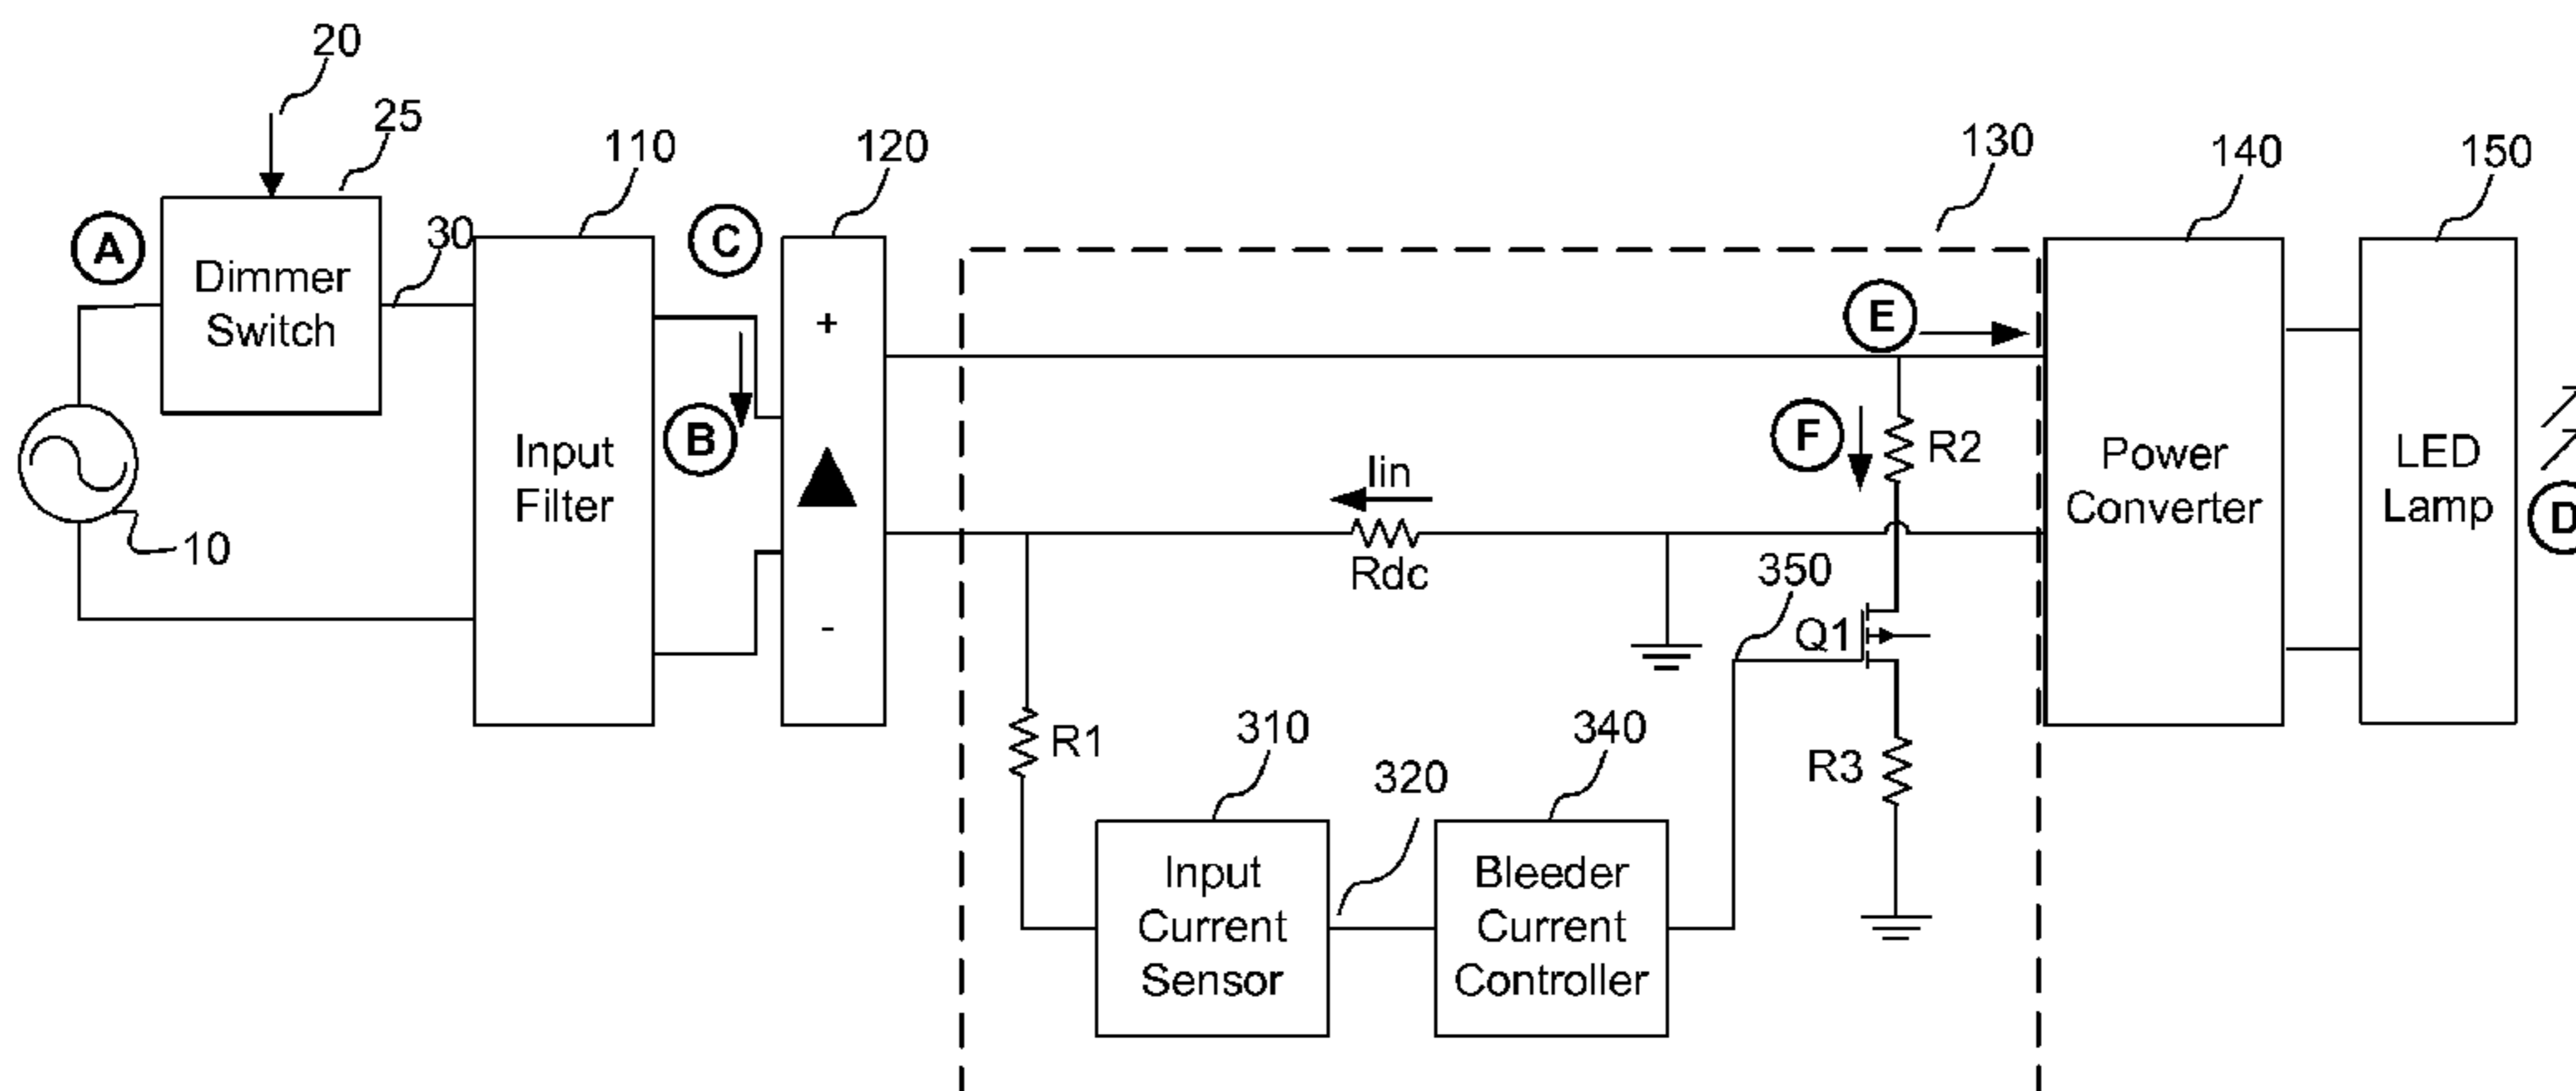 20
25
110
120
130
140
150
A
30
C
Dimmer
Switch
+
E
B
Input
Filter
F
R2
Iin
Power
Converter
LED
Lamp
D
10
Rdc
350
-
Q1
R1
310
340
R3
320
Input
Current
Sensor
Bleeder
Current
Controller